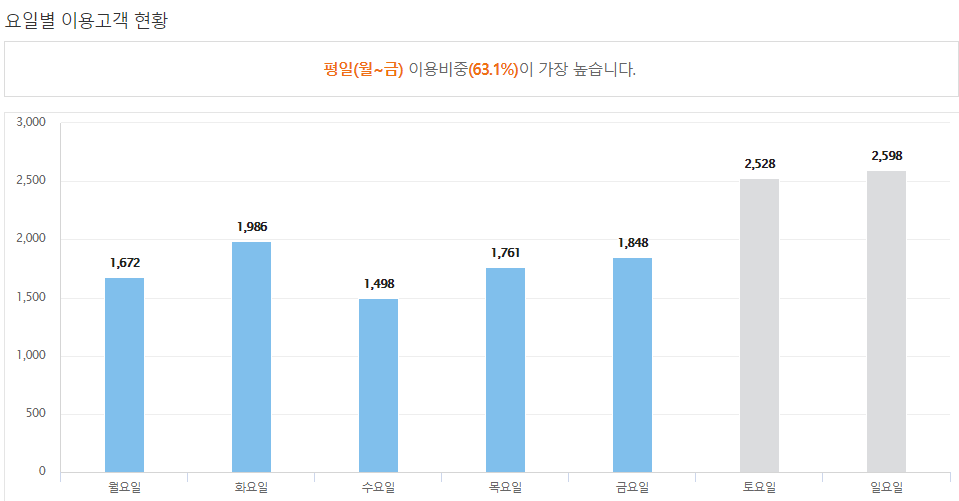 요일별 이용고객 현황
평일(월~금) 이용비중(63.1%)이 가장 높습니다.
3,000
2,500
2,000
1,500
1,000
500
0
1,672
1,986
1,498
1,761
1,848
2,528
2,598
월요일
화요일
수요일
목요일
금요일
토요일
일요일